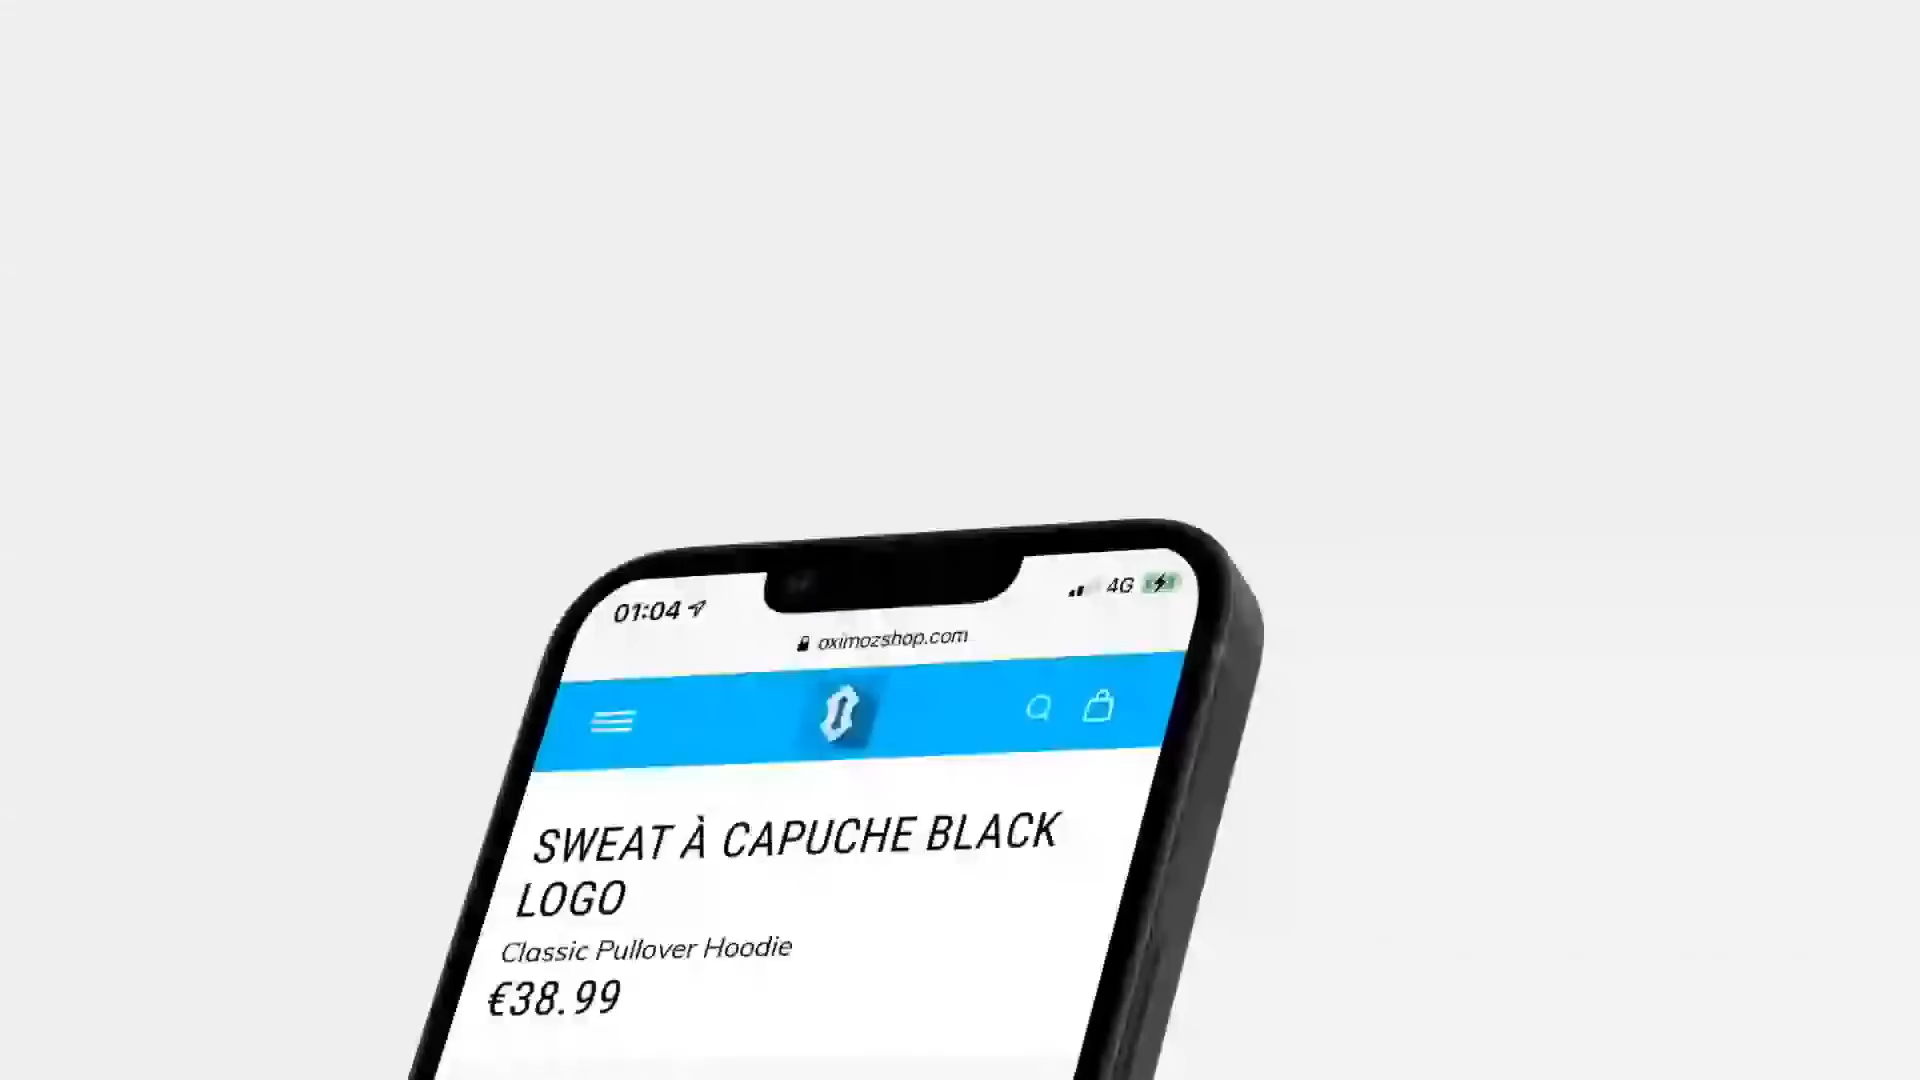 01:04
4G
oximozshop.com
SWEAT À CAPUCHE BLACK
LOGO
Classic Pullover Hoodie
€38.99